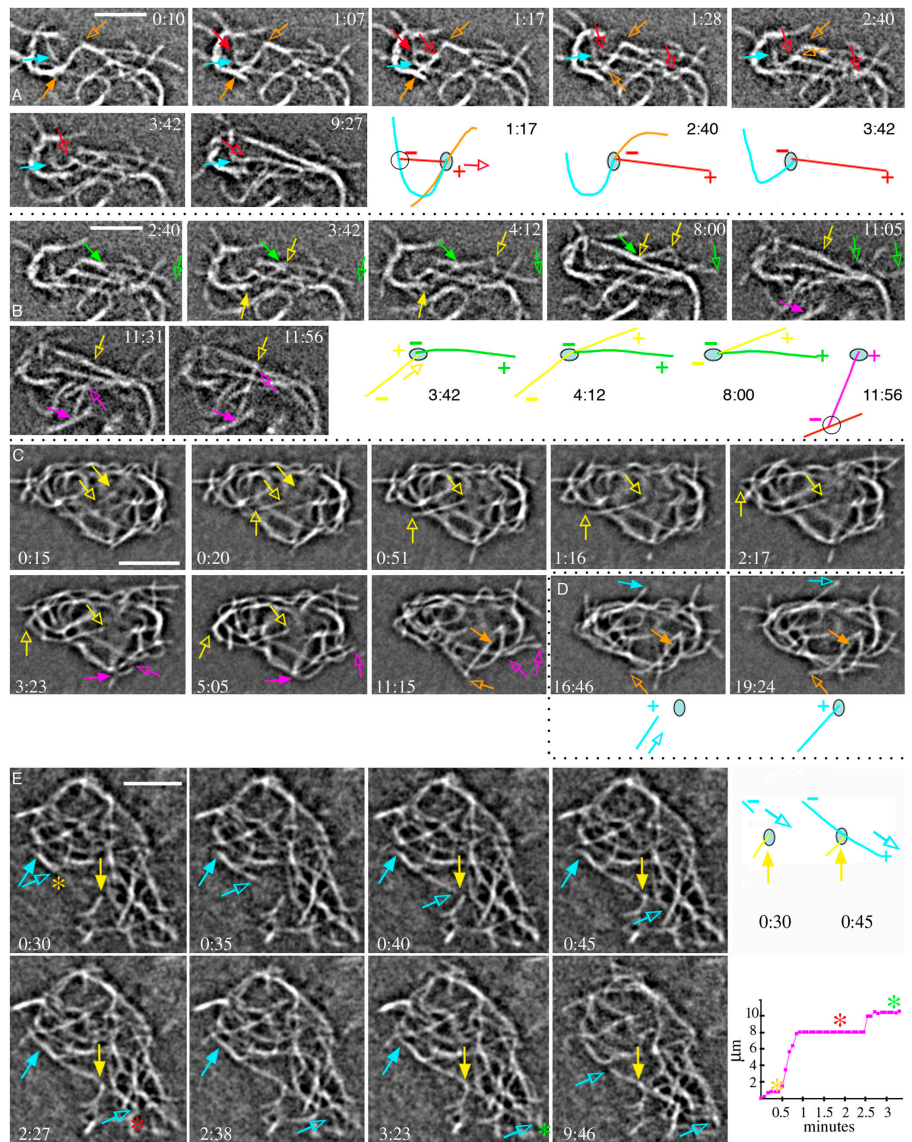 0:10 1:07 1:17 1:28 2:40
A
3:42 9:27 1:17 2:40 3:42
− + − + − +
2:40 3:42 4:12 8:00 11:05
B
11:31 11:56
+ − − + − + − + − + − + − +
3:42 4:12 8:00 11:56
C
0:15 0:20 0:51 1:16 2:17
D
3:23 5:05 11:15 16:46 19:24
+ +
E
− −
* +
0:30 0:35 0:40 0:45 0:30 0:45
10
8
6
4
2
μm
* * *
0.5 1 1.5 2 2.5 3
minutes
2:27 * 2:38 3:23 * 9:46